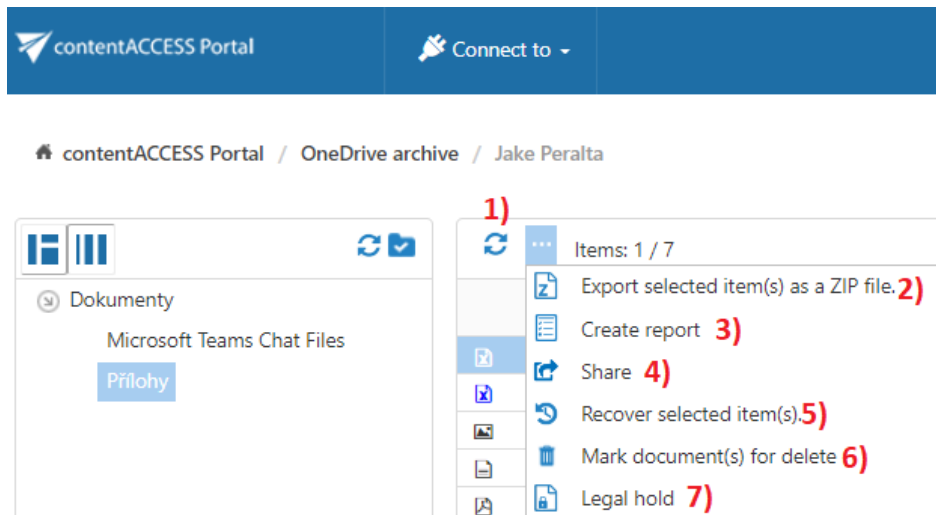 contentACCESS Portal
Connect to
contentACCESS Portal / OneDrive archive / Jake Peralta
1)
Items: 1 / 7
Dokumenty
Microsoft Teams Chat Files
Přílohy
Export selected item(s) as a ZIP file. 2)
Create report 3)
Share 4)
Recover selected item(s). 5)
Mark document(s) for delete 6)
Legal hold 7)